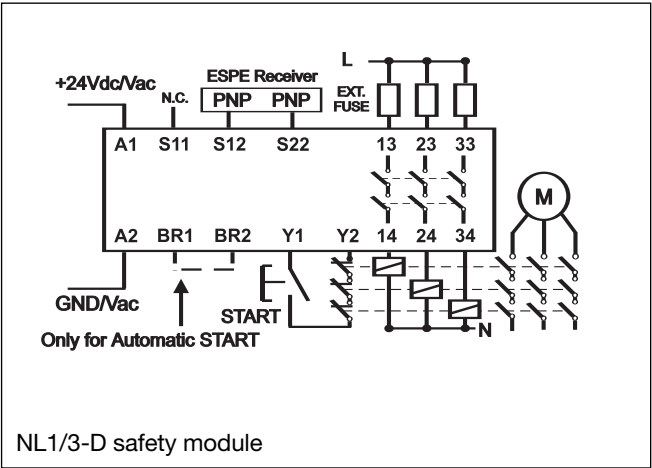 L
+24Vdc/Vac
N.C.
ESPE Receiver
PNP PNP
EXT.
FUSE
A1 S11 S12 S22 13 23 33
M
A2 BR1 BR2 Y1 Y2 14 24 34
GND/Vac
START
N
Only for Automatic START
NL1/3-D safety module